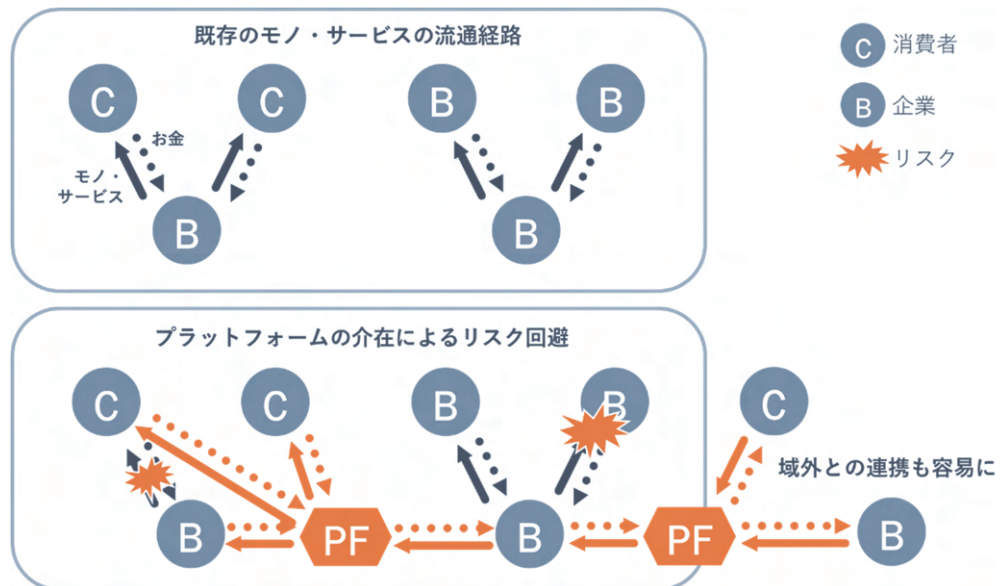 既存のモノ・サービスの流通経路
C
C
B
B
お金
モノ・
サービス
B
B
C 消費者
B 企業
リスク
プラットフォームの介在によるリスク回避
C
C
B
B
C
域外との連携も容易に
B
PF
B
PF
B